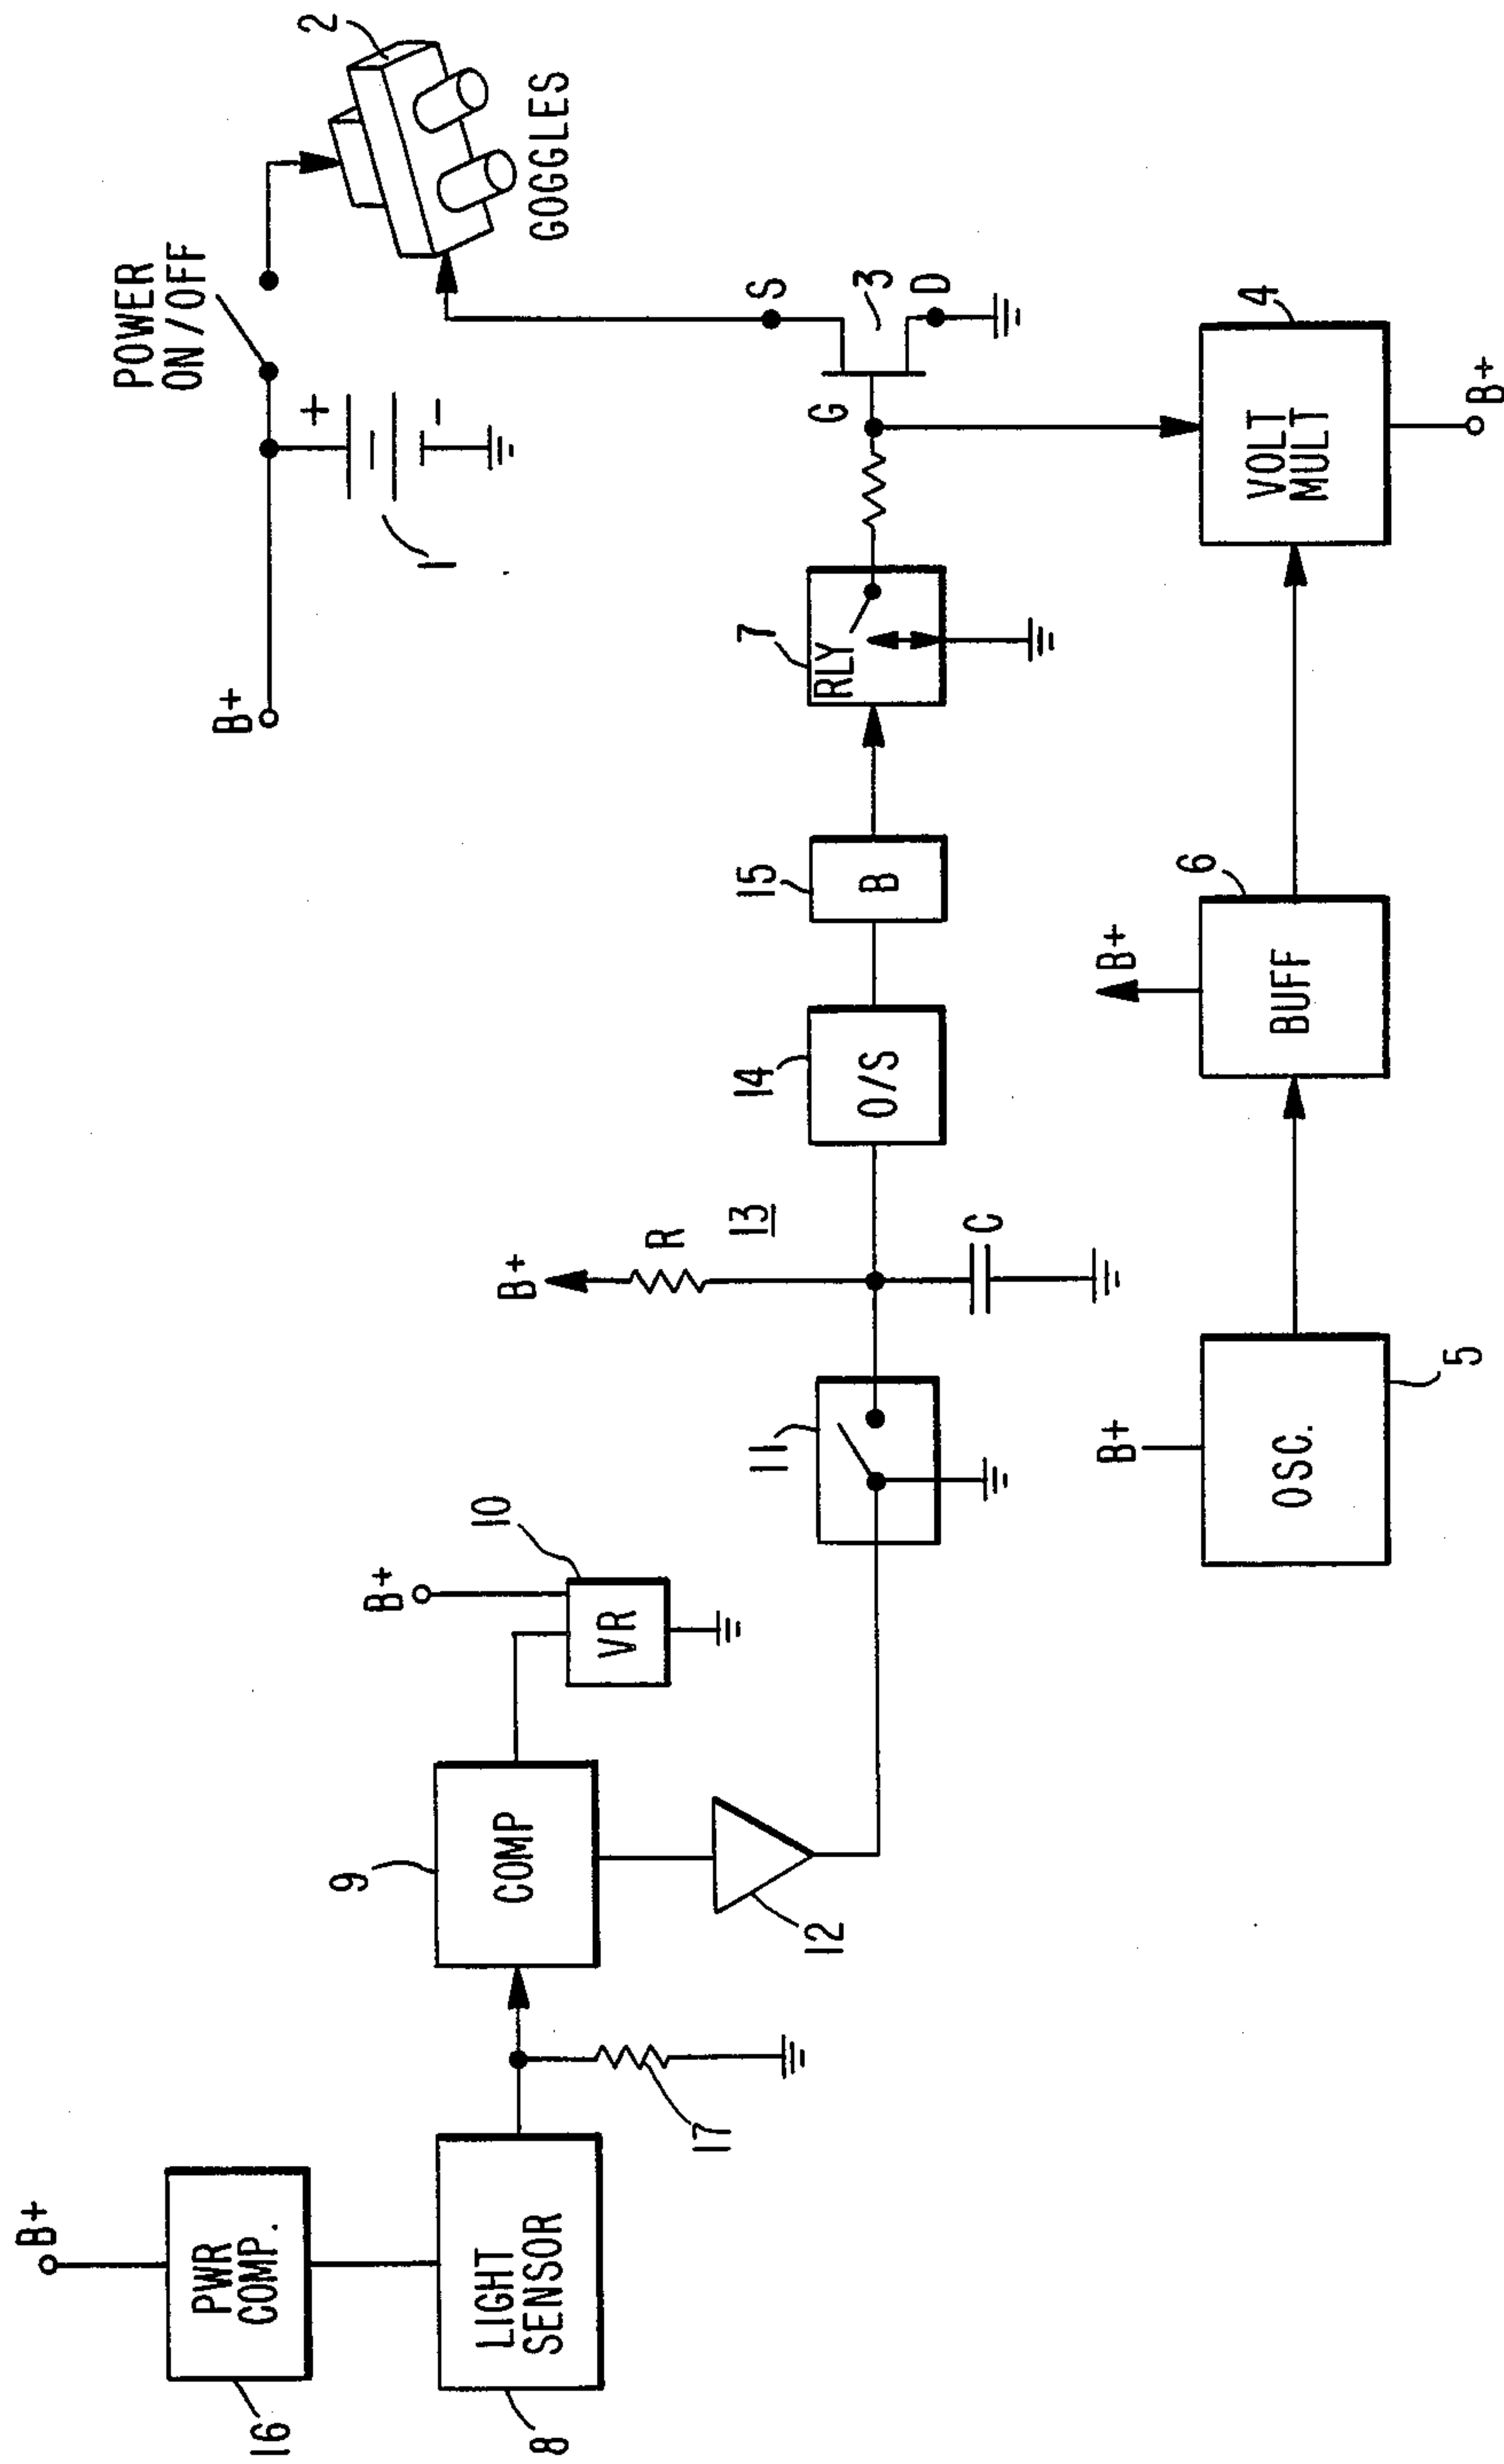 B+
PWR
COMP.
16
LIGHT
SENSOR
8
17
9
COMP
12
B+
10
VR
11
B+
R
13
C
14
O/S
15
B
7
RLY
B+
POWER
ON/OFF
+
-
1
2
GOGGLES
S
3
D
G
B+
OSC.
5
B+
6
BUFF
4
VOLT
MULT
B+